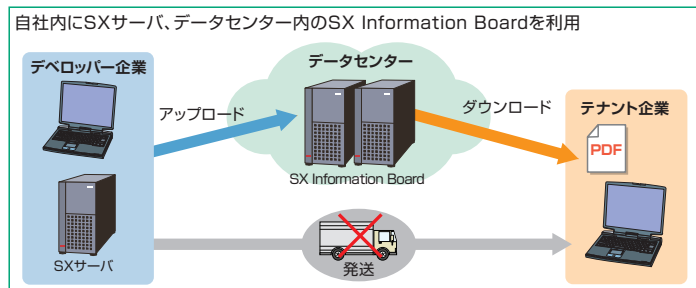 自社内にSXサーバ、データセンター内のSX Information Boardを利用
デベロッパー企業
データセンター
アップロード
ダウンロード
テナント企業
PDF
SX Information Board
SXサーバ
発送